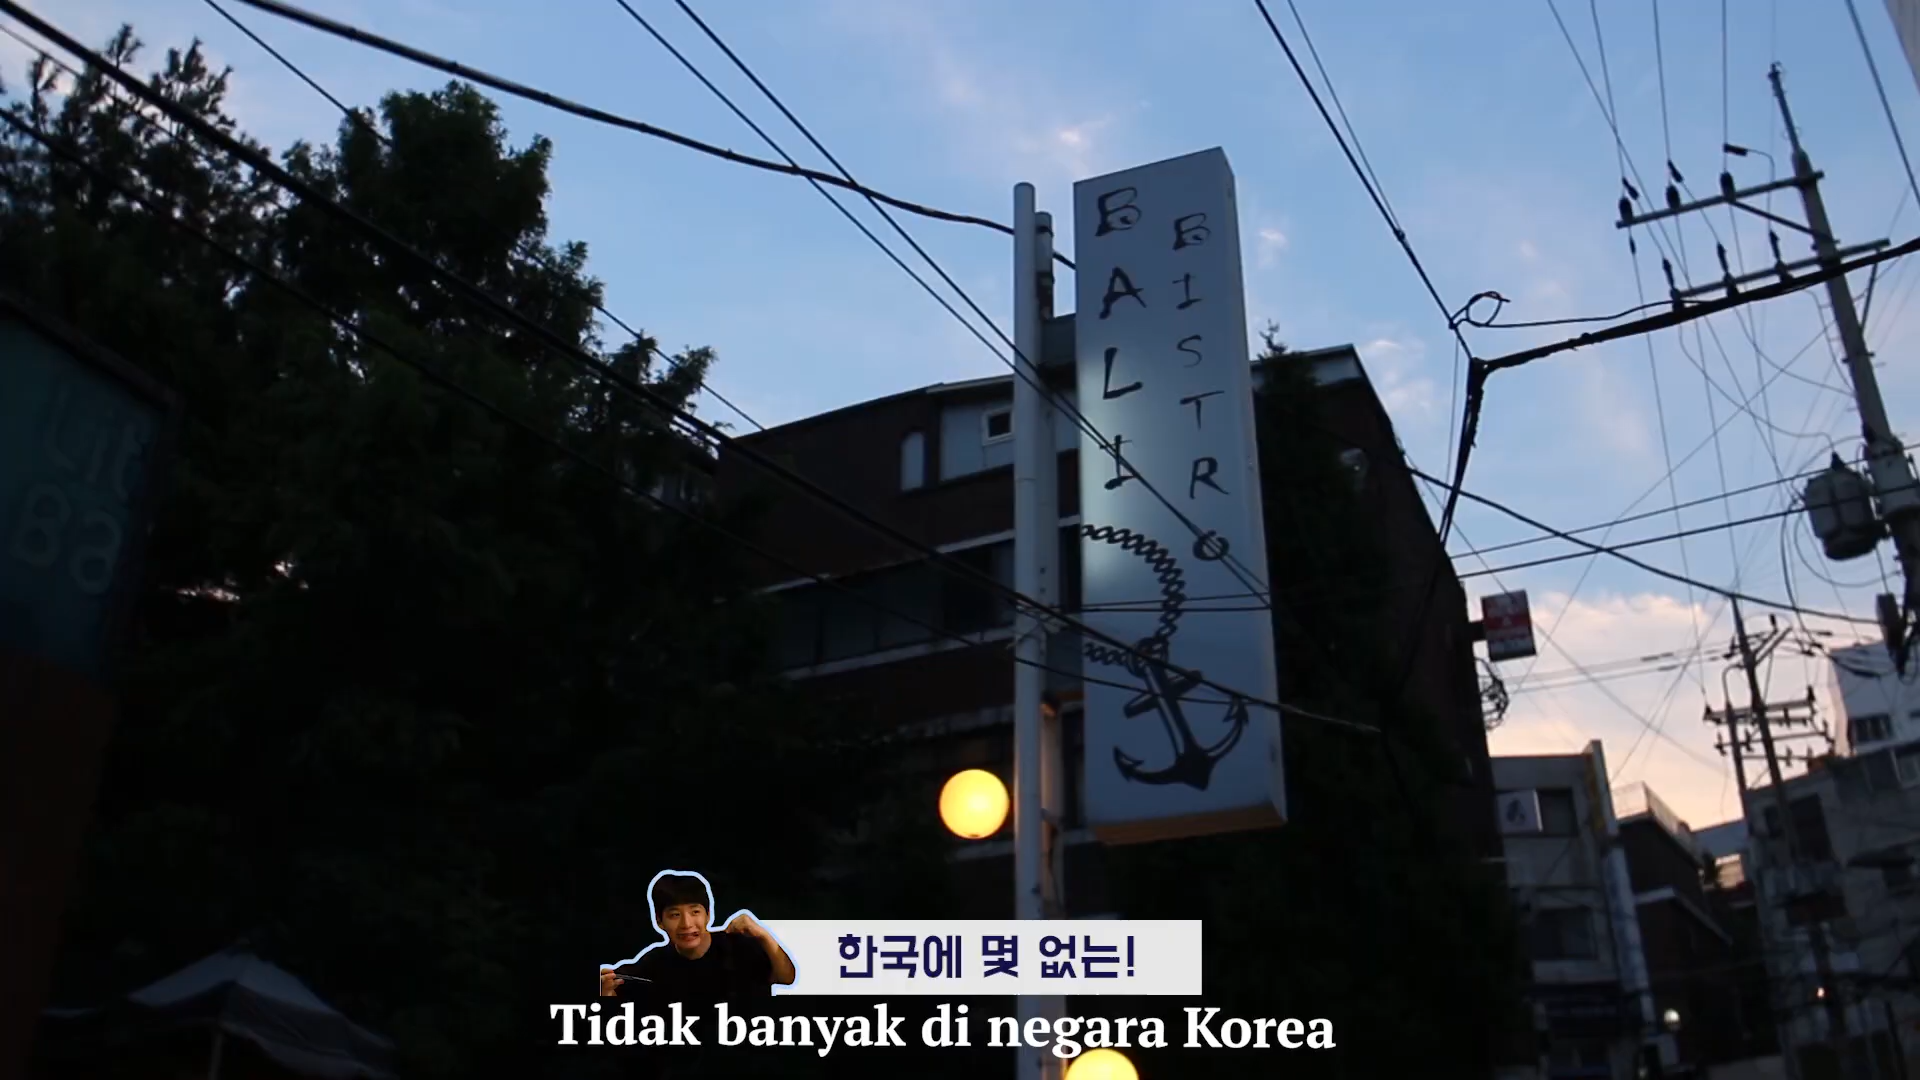 BALI
BISTRO
한국에 몇 없는!
Tidak banyak di negara Korea